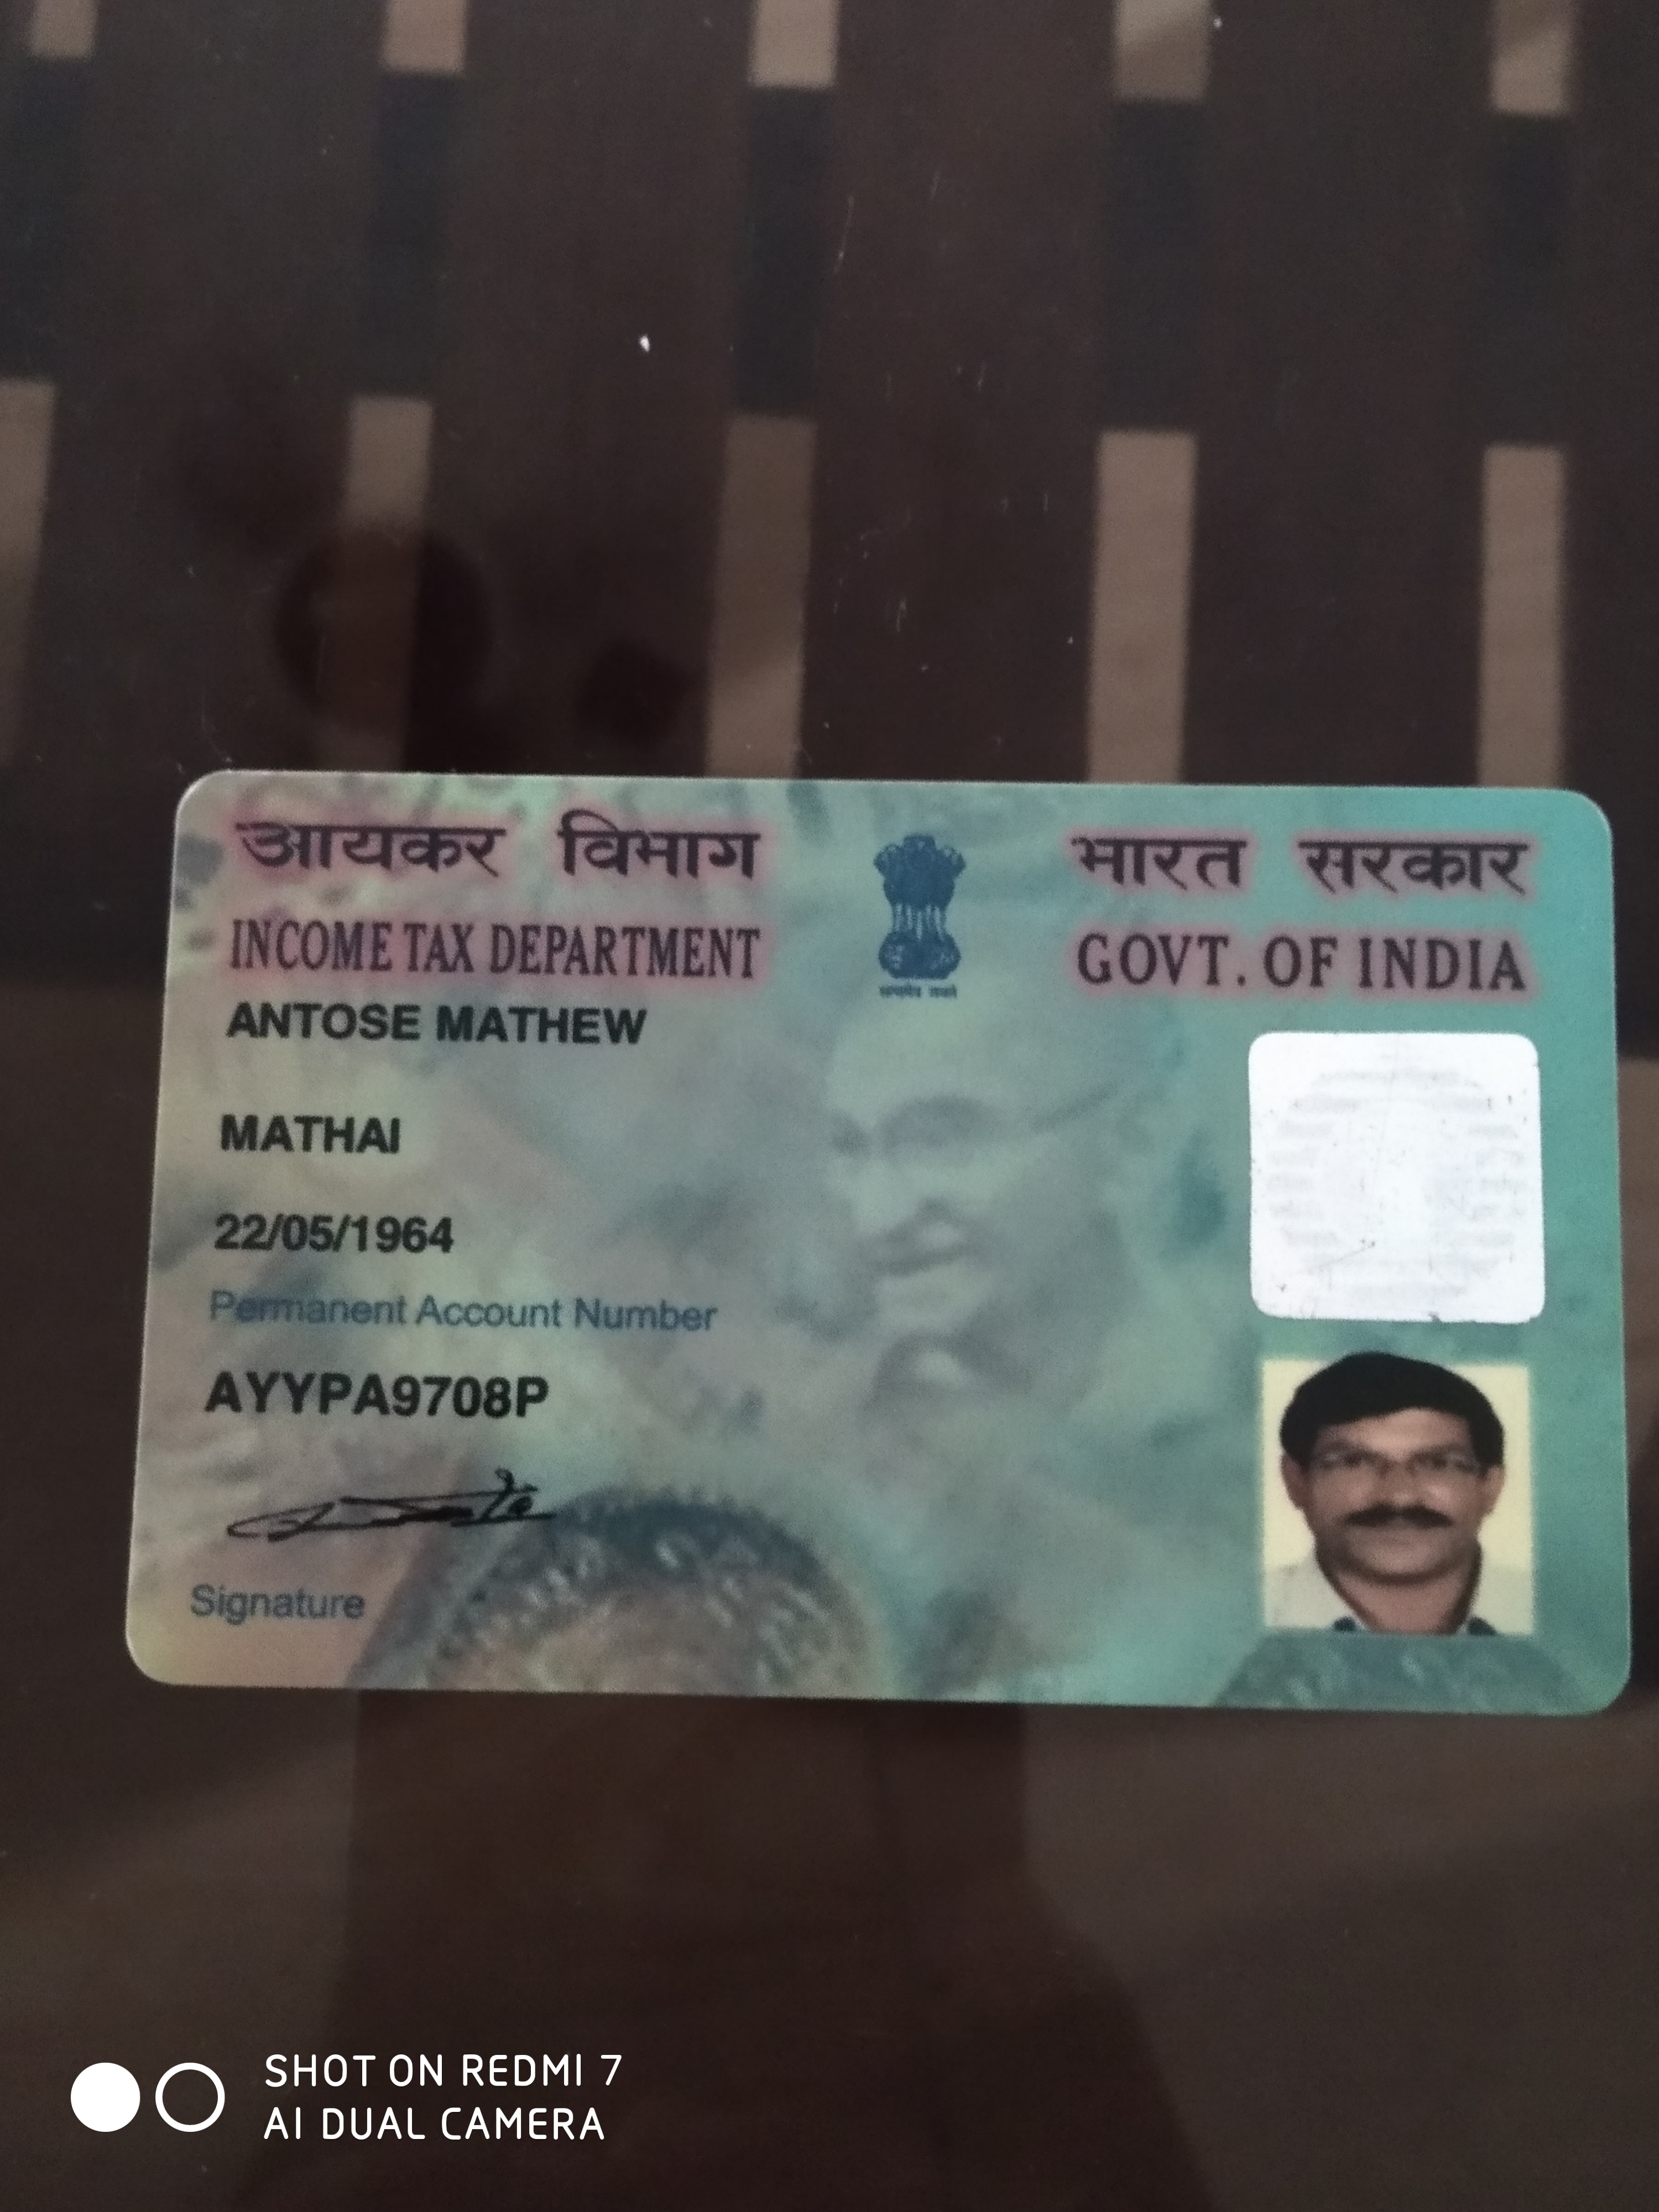 आयकर विभाग
INCOME TAX DEPARTMENT
भारत सरकार
GOVT. OF INDIA
सत्यमेव जयते
ANTOSE MATHEW
MATHAI
22/05/1964
Permanent Account Number
AYYPA9708P
Signature
SHOT ON REDMI 7
AI DUAL CAMERA